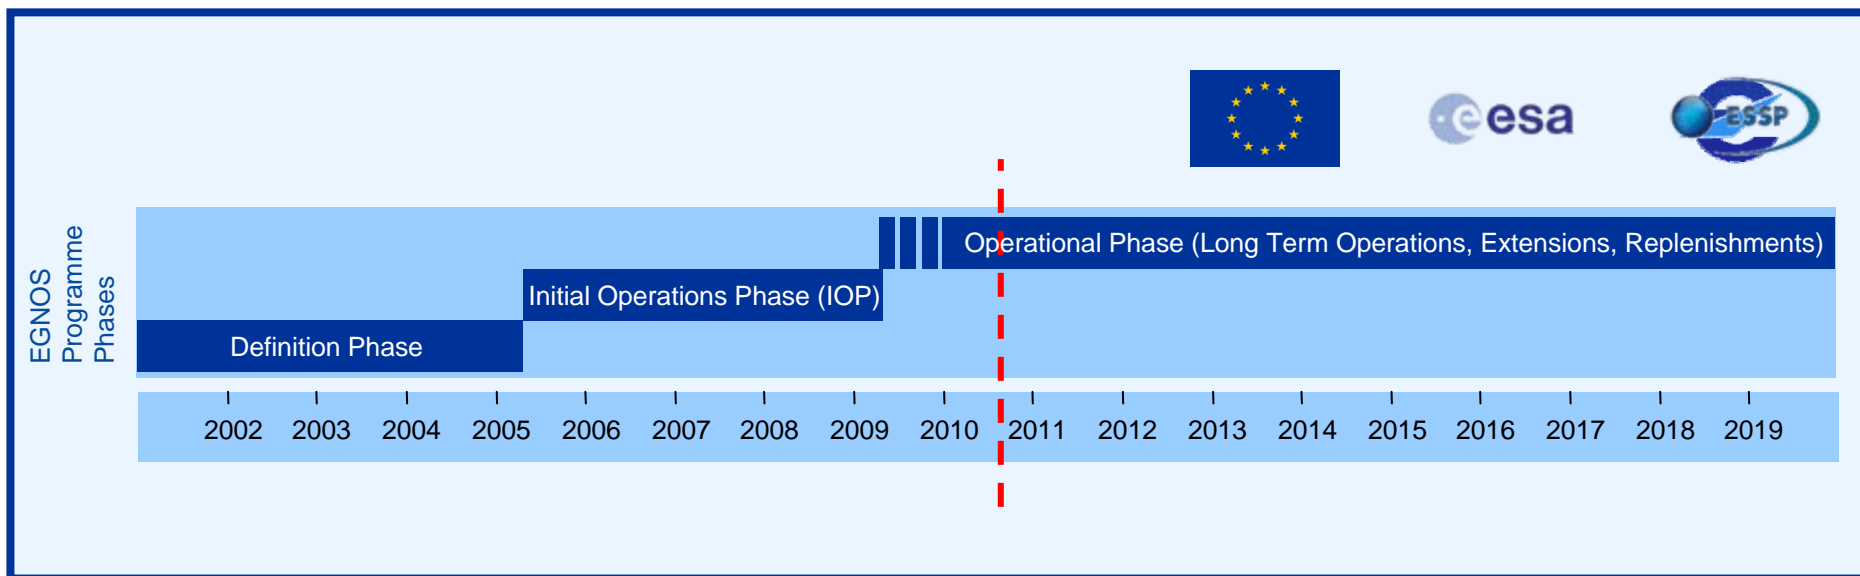 esa
ESSP
EGNOS
Programme
Phases
Operational Phase (Long Term Operations, Extensions, Replenishments)
Initial Operations Phase (IOP)
Definition Phase
2002 2003 2004 2005 2006 2007 2008 2009 2010 2011 2012 2013 2014 2015 2016 2017 2018 2019